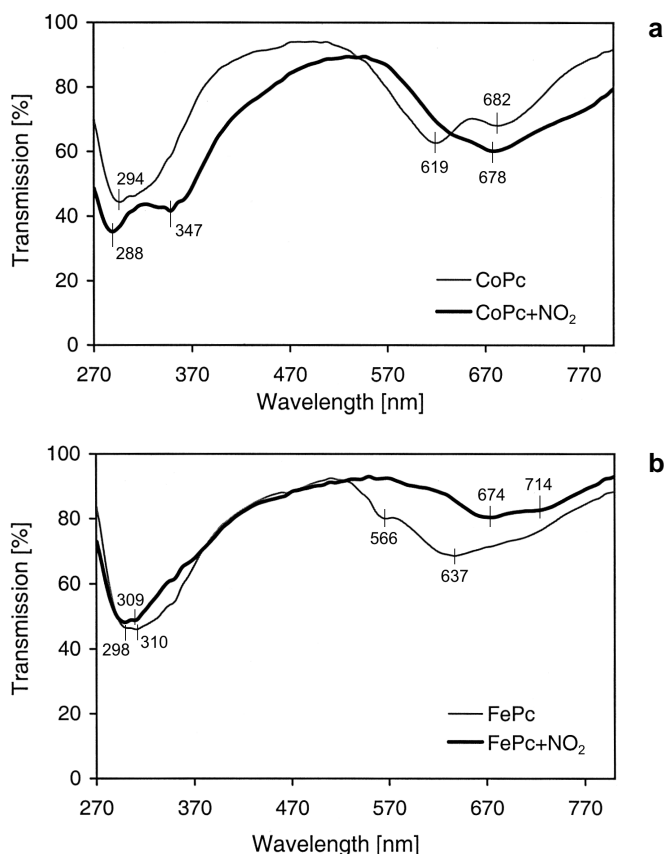 a
100
80
60
40
20
0
Transmission [%]
294
288
347
619
682
678
CoPc
CoPc+NO₂
270 370 470 570 670 770
Wavelength [nm]
b
100
80
60
40
20
0
Transmission [%]
309
298 310
566
637
674 714
FePc
FePc+NO₂
270 370 470 570 670 770
Wavelength [nm]